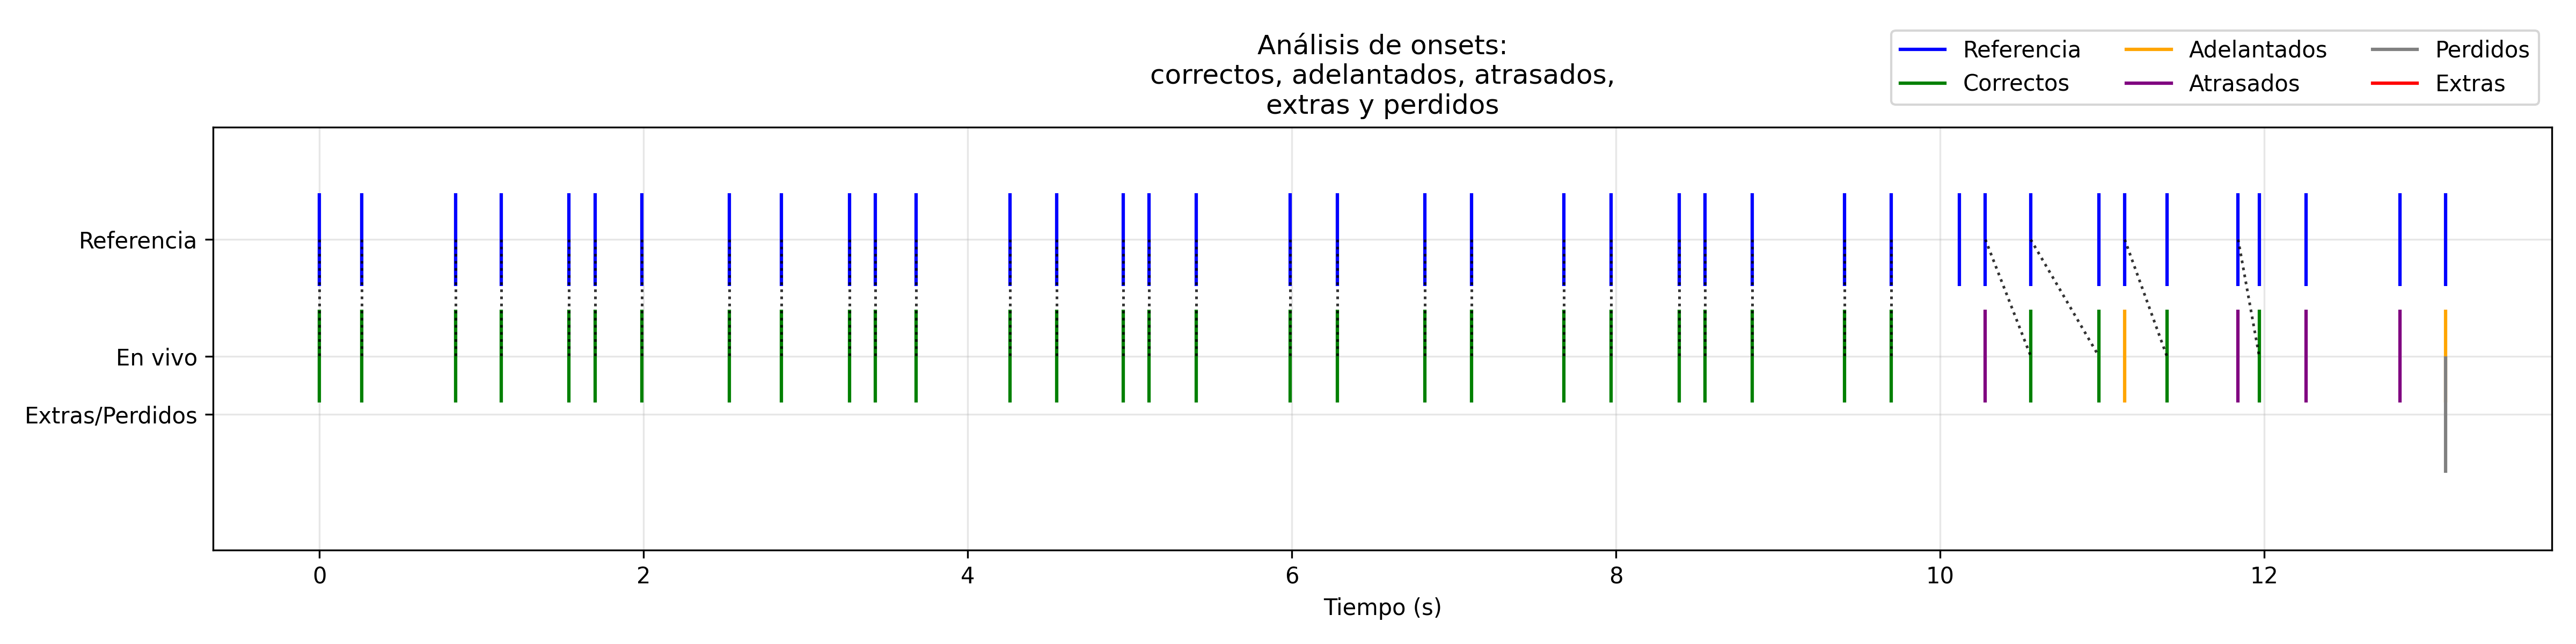 Análisis de onsets:
correctos, adelantados, atrasados,
extras y perdidos
Referencia
Adelantados
Perdidos
Correctos
Atrasados
Extras
Referencia
En vivo
Extras/Perdidos
0
2
4
6
8
10
12
Tiempo (s)